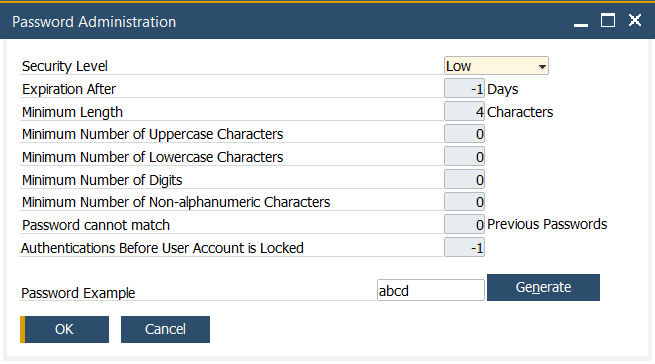 Password Administration
Security Level Low
Expiration After -1 Days
Minimum Length 4 Characters
Minimum Number of Uppercase Characters 0
Minimum Number of Lowercase Characters 0
Minimum Number of Digits 0
Minimum Number of Non-alphanumeric Characters 0
Password cannot match 0 Previous Passwords
Authentications Before User Account is Locked -1
Password Example abcd Generate
OK Cancel